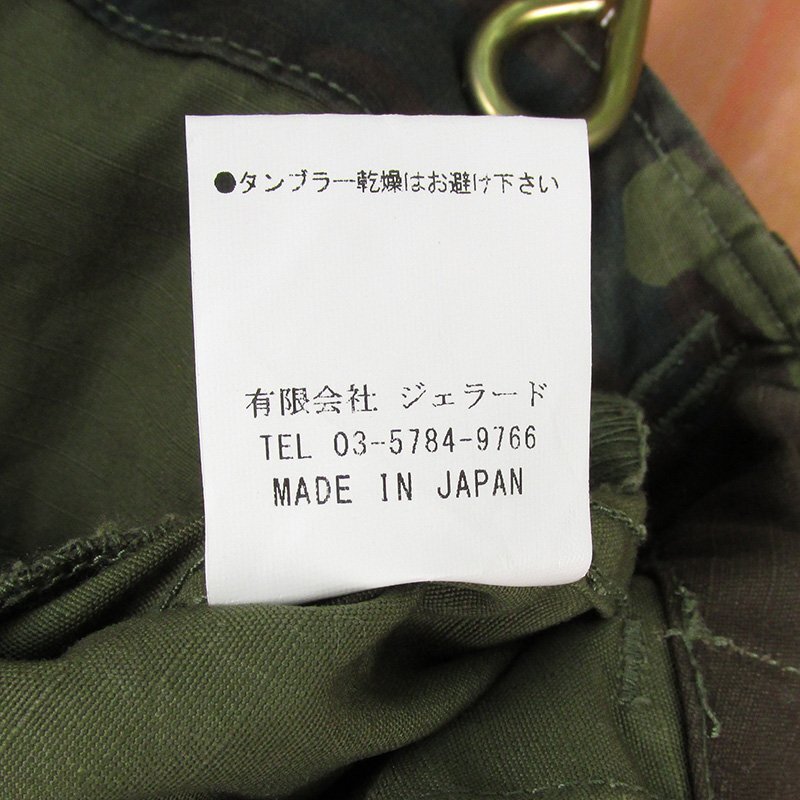 ●タンブラー乾燥はお避け下さい
有限会社 ジェラード
TEL 03-5784-9766
MADE IN JAPAN